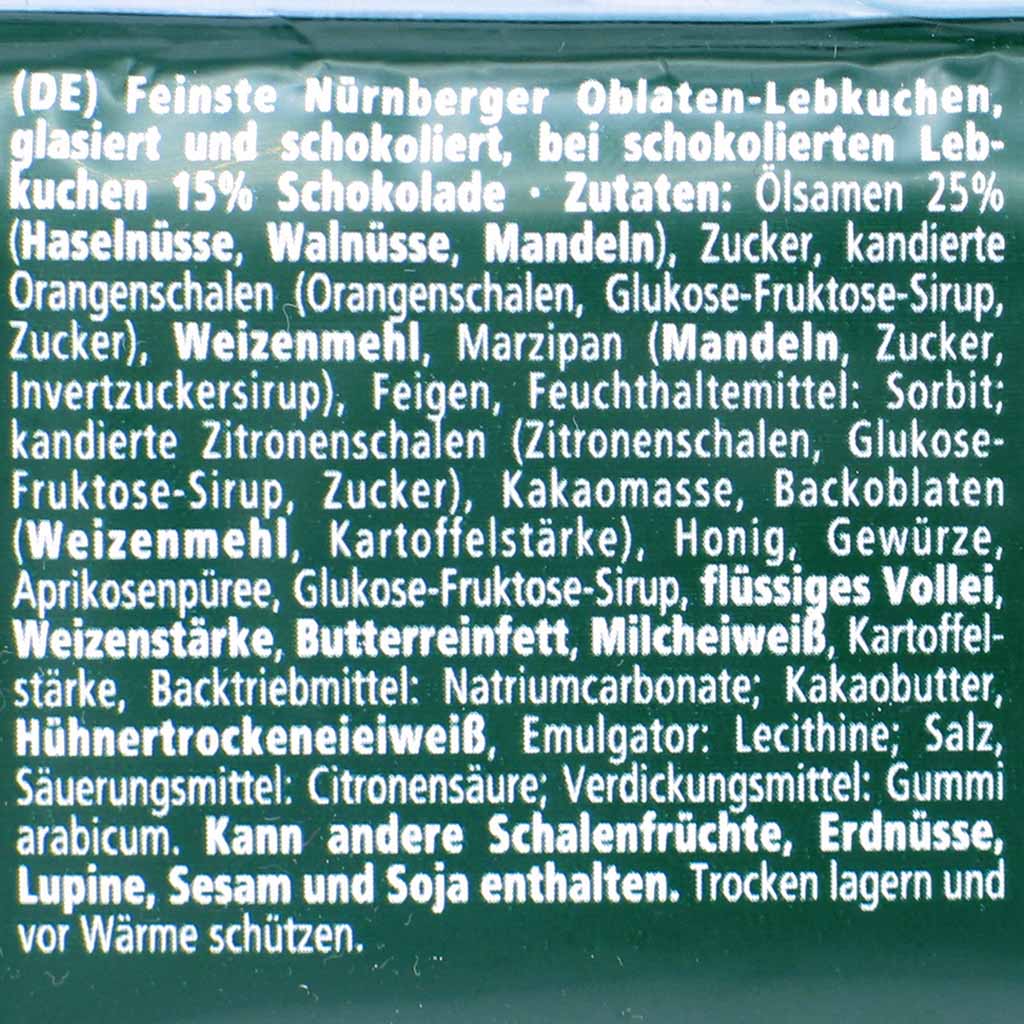 (DE) Feinste Nürnberger Oblaten-Lebkuchen,
glasiert und schokoliert, bei schokolierten Leb-
kuchen 15% Schokolade · Zutaten: Ölsamen 25%
(Haselnüsse, Walnüsse, Mandeln), Zucker, kandierte
Orangenschalen (Orangenschalen, Glukose-Fruktose-Sirup,
Zucker), Weizenmehl, Marzipan (Mandeln, Zucker,
Invertzuckersirup), Feigen, Feuchthaltemittel: Sorbit;
kandierte Zitronenschalen (Zitronenschalen, Glukose-
Fruktose-Sirup, Zucker), Kakaomasse, Backoblaten
(Weizenmehl, Kartoffelstärke), Honig, Gewürze,
Aprikosenpüree, Glukose-Fruktose-Sirup, flüssiges Vollei,
Weizenstärke, Butterreinfett, Milcheiweiß, Kartoffel-
stärke, Backtriebmittel: Natriumcarbonate; Kakaobutter,
Hühnertrockeneieiweiß, Emulgator: Lecithine; Salz,
Säuerungsmittel: Citronensäure; Verdickungsmittel: Gummi
arabicum. Kann andere Schalenfrüchte, Erdnüsse,
Lupine, Sesam und Soja enthalten. Trocken lagern und
vor Wärme schützen.